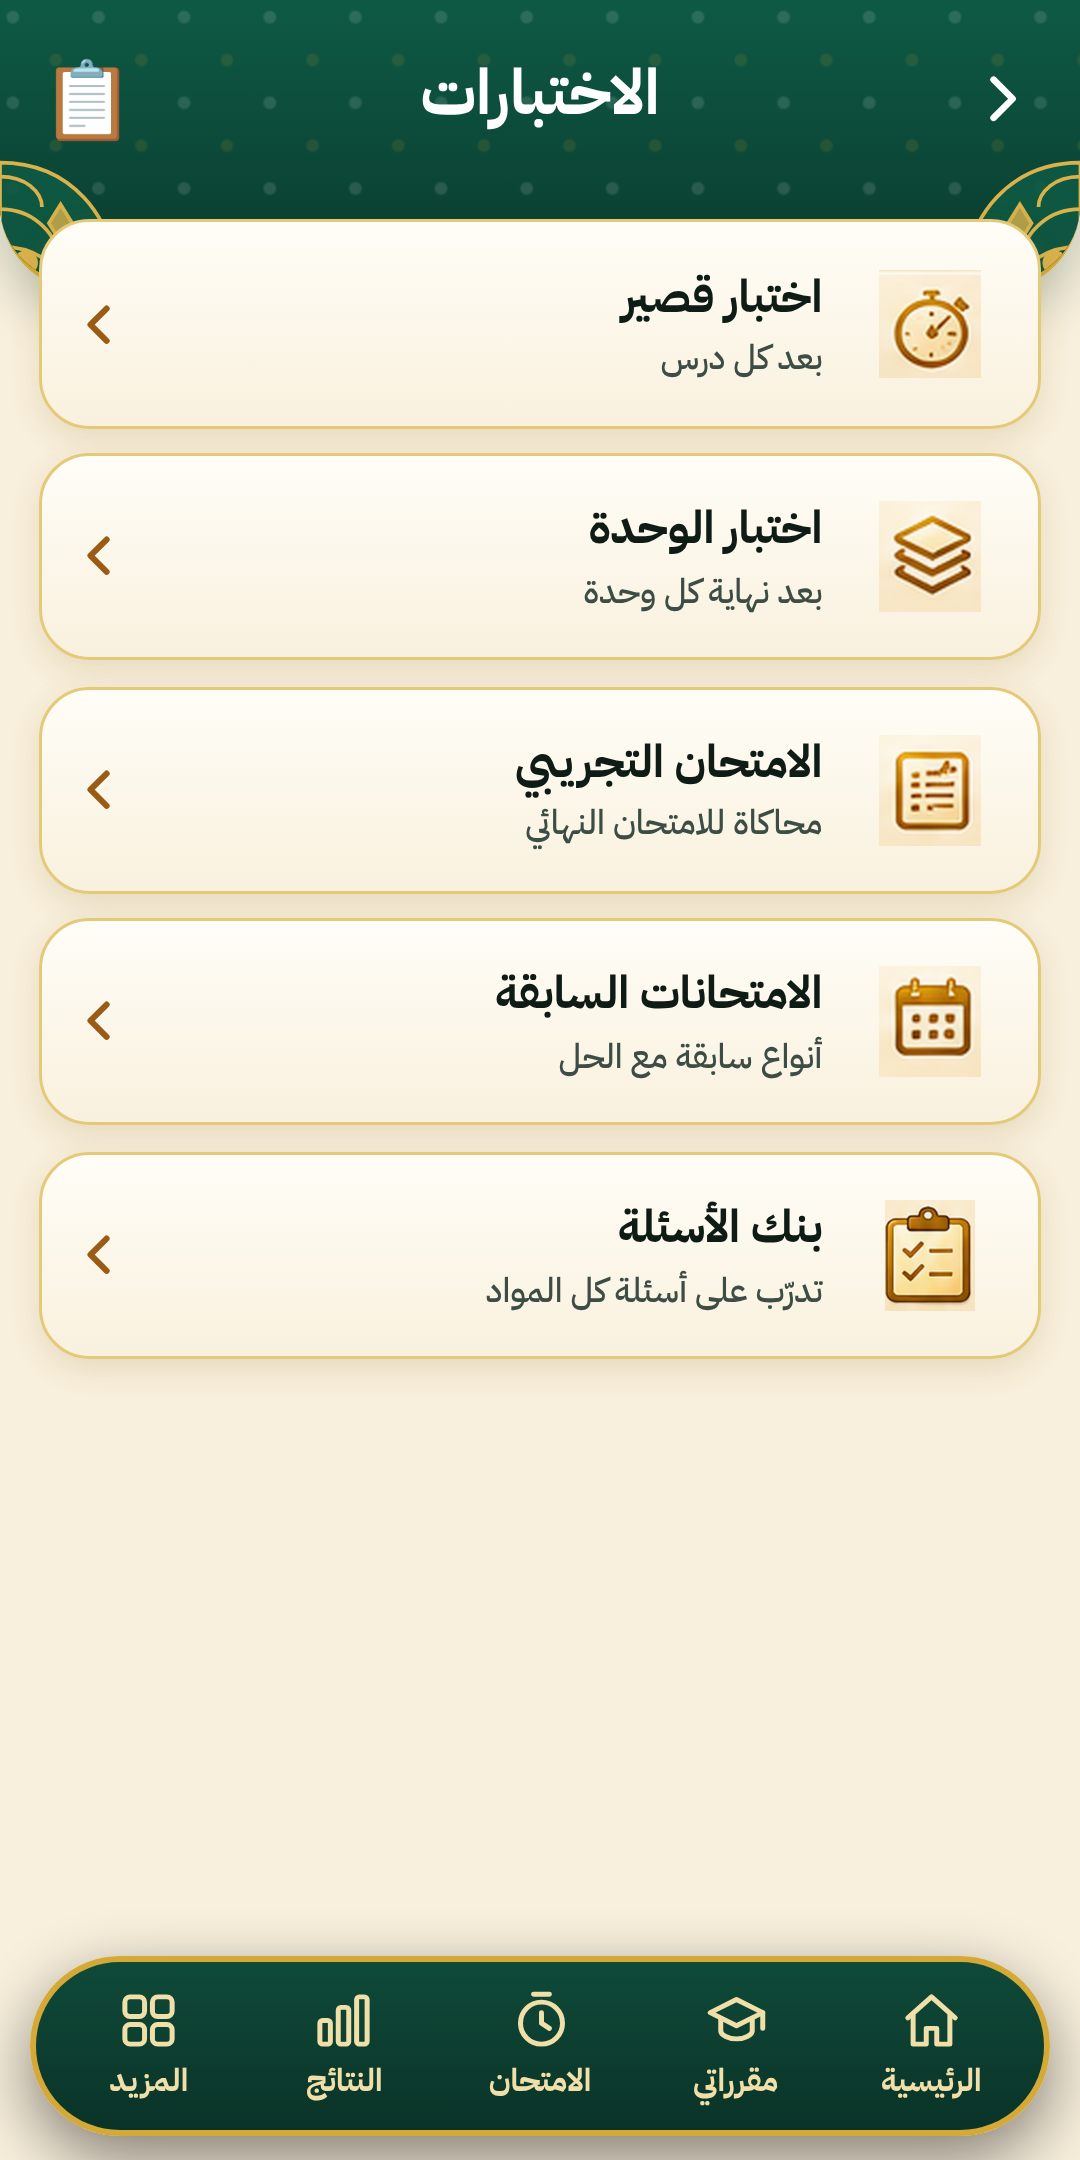 الاختبارات
اختبار قصير
بعد كل درس
اختبار الوحدة
بعد نهاية كل وحدة
الامتحان التجريبي
محاكاة للامتحان النهائي
الامتحانات السابقة
أنواع سابقة مع الحل
بنك الأسئلة
تدرّب على أسئلة كل المواد
الرئيسية
مقرراتي
الامتحان
النتائج
المزيد